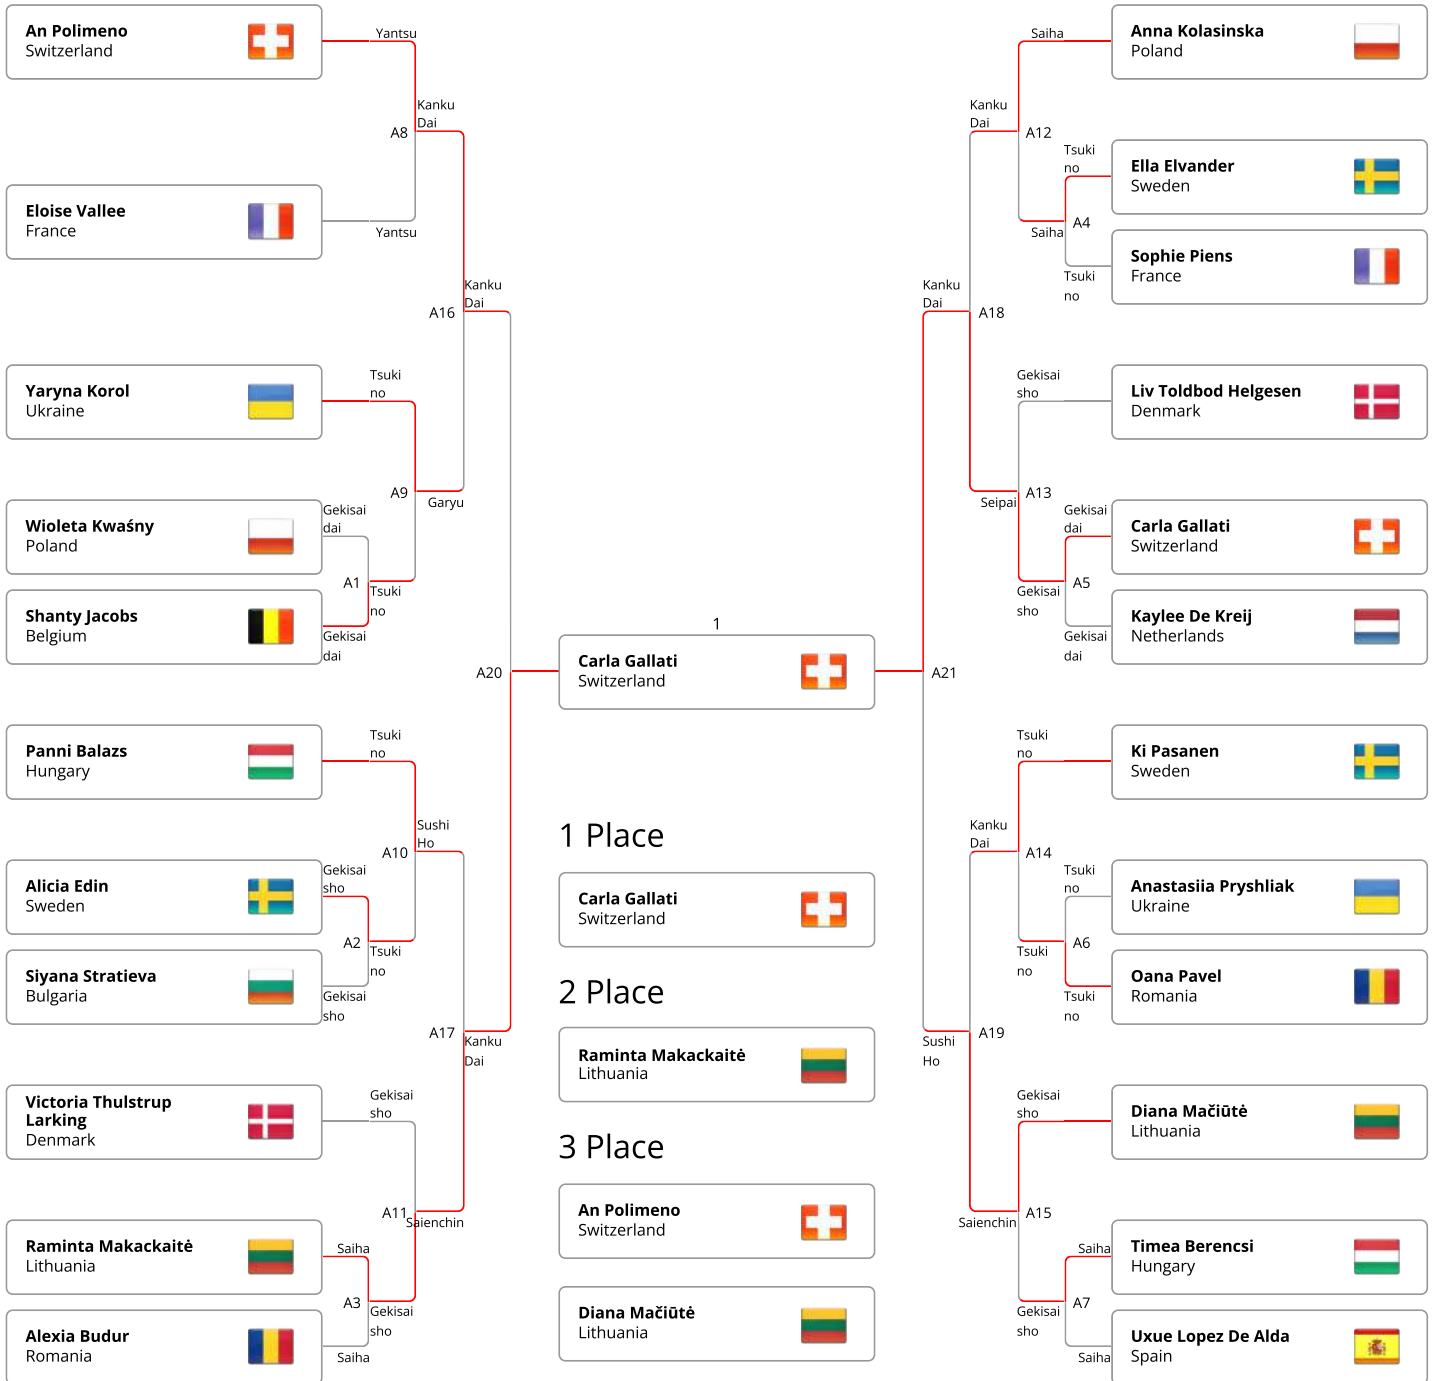 An Polimeno
Switzerland
Yantsu
Kanku
Dai
A8
Eloise Vallee
France
Yantsu
Kanku
Dai
A16
Yaryna Korol
Ukraine
Tsuki
no
A9
Garyu
Wioleta Kwaśny
Poland
Gekisai
dai
A1
Tsuki
no
Shanty Jacobs
Belgium
Gekisai
dai
A20
Panni Balazs
Hungary
Tsuki
no
Sushi
Ho
A10
Alicia Edin
Sweden
Gekisai
sho
A2
Tsuki
no
Siyana Stratieva
Bulgaria
Gekisai
sho
A17
Kanku
Dai
Victoria Thulstrup
Larking
Denmark
Gekisai
sho
A11
Saienchin
Raminta Makackaitė
Lithuania
Saiha
A3
Gekisai
sho
Alexia Budur
Romania
Saiha
1
Carla Gallati
Switzerland
1 Place
Carla Gallati
Switzerland
2 Place
Raminta Makackaitė
Lithuania
3 Place
An Polimeno
Switzerland
Diana Mačiūtė
Lithuania
Saiha
Anna Kolasinska
Poland
Kanku
Dai
A12
Tsuki
no
Ella Elvander
Sweden
Saiha
A4
Sophie Piens
France
Tsuki
no
Kanku
Dai
A18
Gekisai
sho
Liv Toldbod Helgesen
Denmark
Seipai
A13
Gekisai
dai
Carla Gallati
Switzerland
Gekisai
sho
A5
Kaylee De Kreij
Netherlands
Gekisai
dai
A21
Tsuki
no
Ki Pasanen
Sweden
Kanku
Dai
A14
Tsuki
no
Anastasiia Pryshliak
Ukraine
Tsuki
no
A6
Oana Pavel
Romania
Tsuki
no
Sushi
Ho
A19
Gekisai
sho
Diana Mačiūtė
Lithuania
Saienchin
A15
Saiha
Timea Berencsi
Hungary
Gekisai
sho
A7
Uxue Lopez De Alda
Spain
Saiha